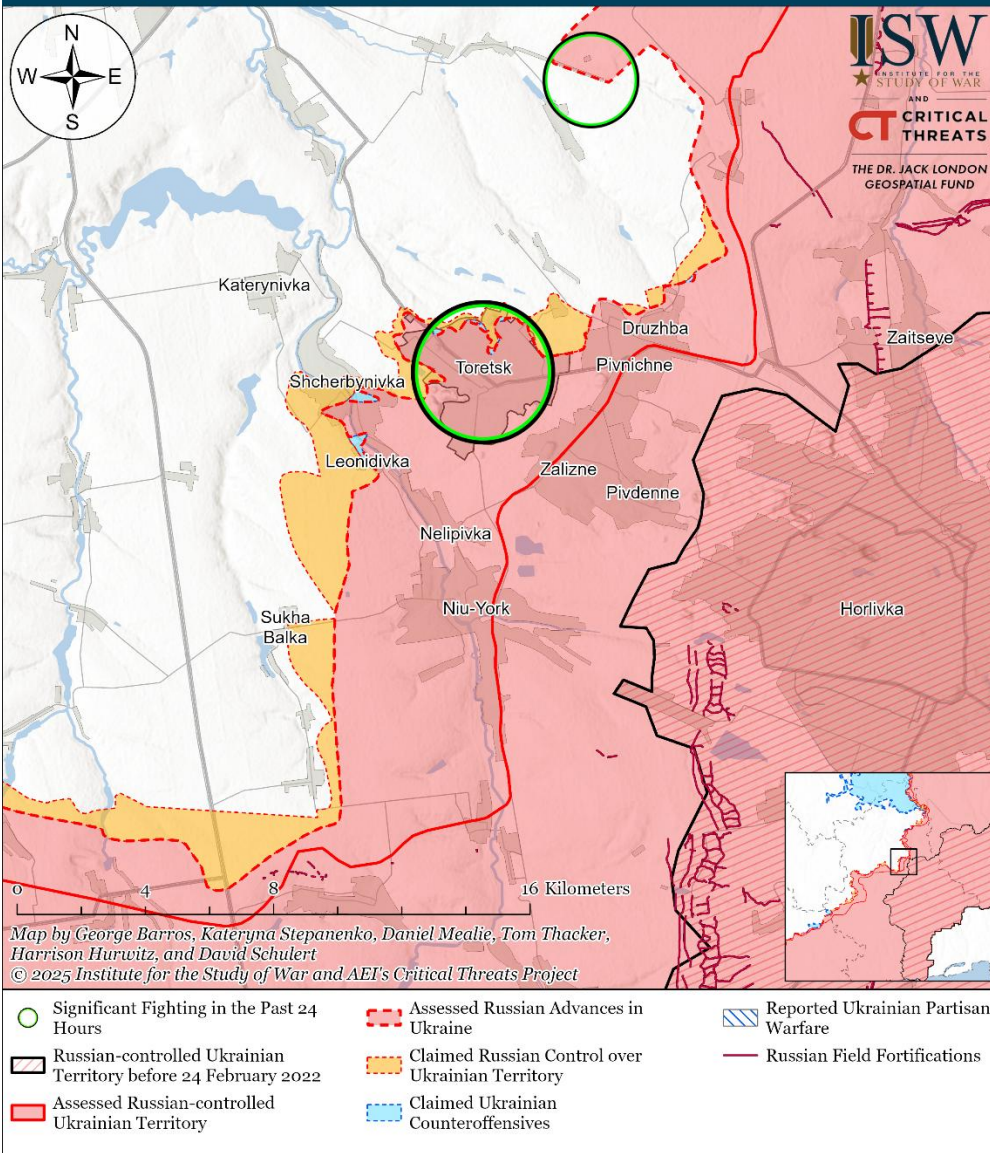 N
W E
S
ISW
INSTITUTE FOR THE
STUDY OF WAR
AND
CT CRITICAL
THREATS
THE DR. JACK LONDON
GEOSPATIAL FUND
Katerynivka
Druzhba
Zaitseve
Toretsk
Pivnichne
Shcherbynivka
Leonidivka
Zalizne
Pivdenne
Nelipivka
Niu-York
Horlivka
Sukha
Balka
0 4 8 16 Kilometers
Map by George Barros, Kateryna Stepanenko, Daniel Mealie, Tom Thacker,
Harrison Hurwitz, and David Schulert
© 2025 Institute for the Study of War and AEI's Critical Threats Project
Significant Fighting in the Past 24
Hours
Russian-controlled Ukrainian
Territory before 24 February 2022
Assessed Russian-controlled
Ukrainian Territory
Assessed Russian Advances in
Ukraine
Claimed Russian Control over
Ukrainian Territory
Claimed Ukrainian
Counteroffensives
Reported Ukrainian Partisan
Warfare
Russian Field Fortifications